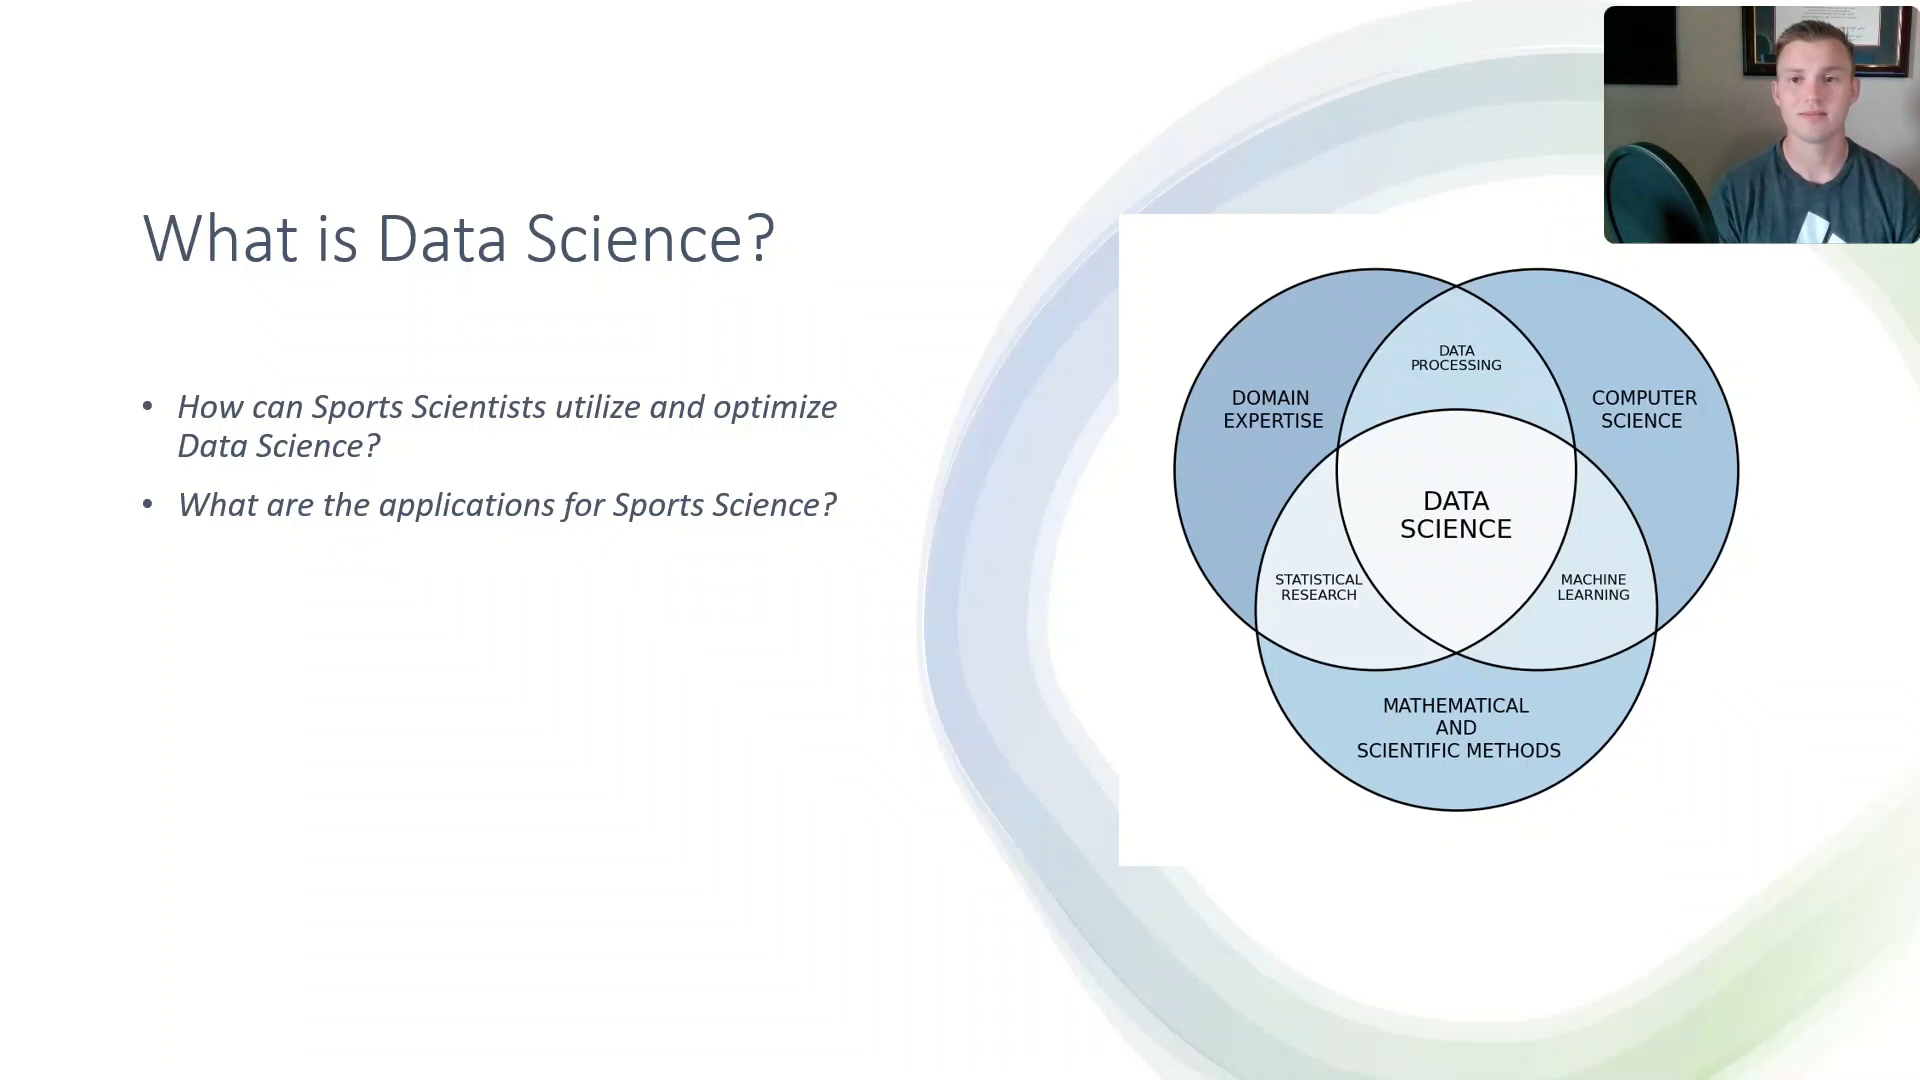 What is Data Science?
• How can Sports Scientists utilize and optimize
Data Science?
• What are the applications for Sports Science?
DATA
PROCESSING
DOMAIN
EXPERTISE
COMPUTER
SCIENCE
DATA
SCIENCE
STATISTICAL
RESEARCH
MACHINE
LEARNING
MATHEMATICAL
AND
SCIENTIFIC METHODS